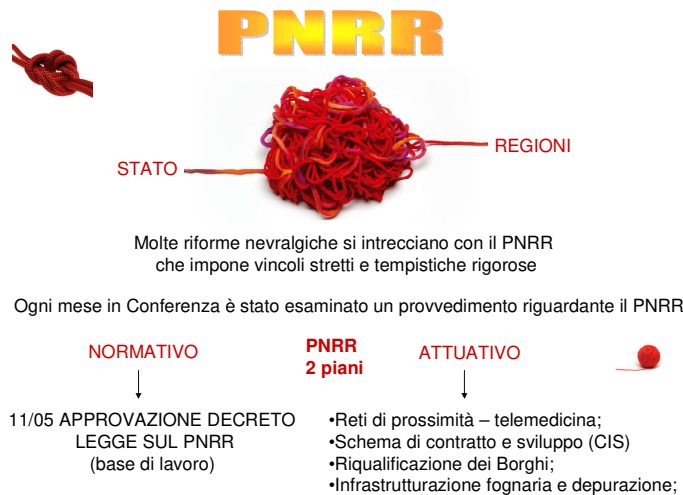 PNRR
REGIONI
STATO
Molte riforme nevralgiche si intrecciano con il PNRR
che impone vincoli stretti e tempistiche rigorose
Ogni mese in Conferenza è stato esaminato un provvedimento riguardante il PNRR
NORMATIVO
PNRR
2 piani
ATTUATIVO
11/05 APPROVAZIONE DECRETO
LEGGE SUL PNRR
(base di lavoro)
•Reti di prossimità – telemedicina;
•Schema di contratto e sviluppo (CIS)
•Riqualificazione dei Borghi;
•Infrastrutturazione fognaria e depurazione;